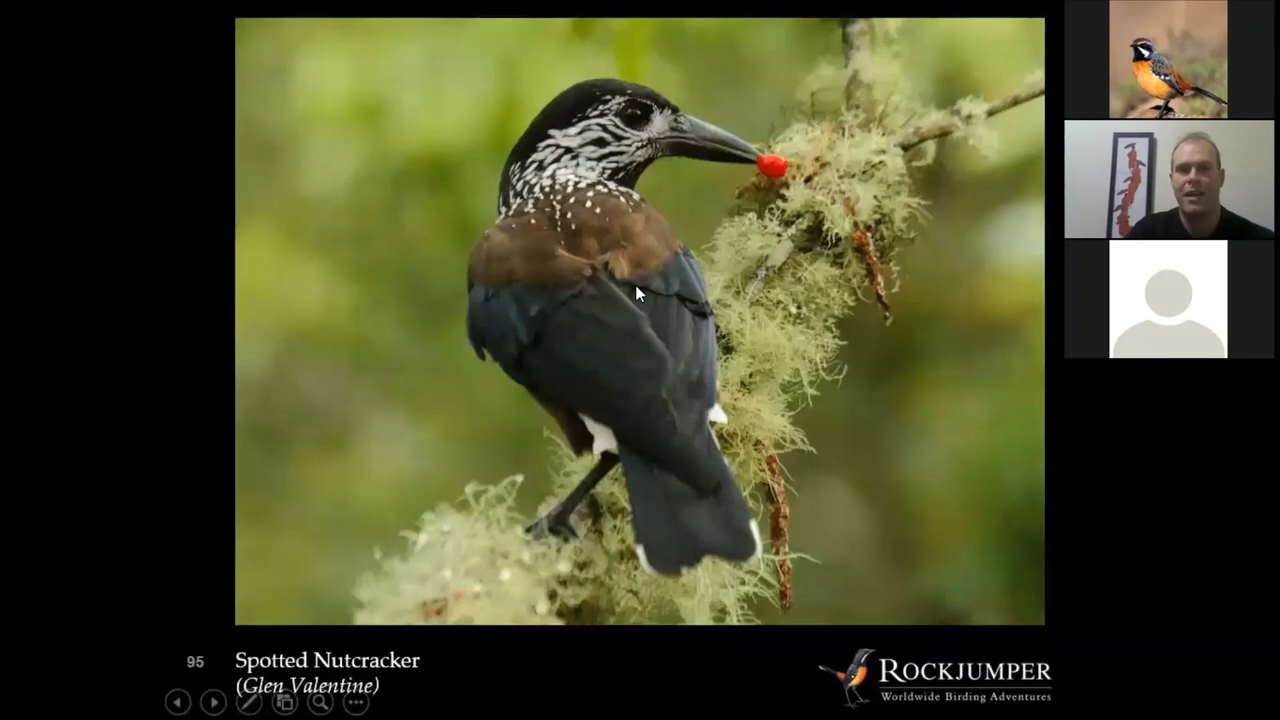 95
Spotted Nutcracker
(Glen Valentine)
ROCKJUMPER
Worldwide Birding Adventures